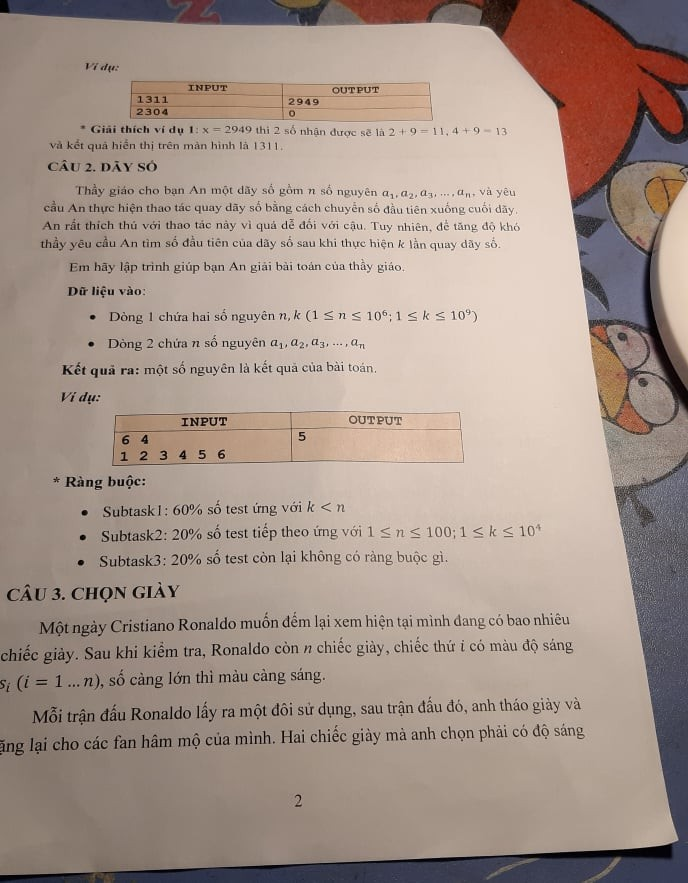 Ví dụ:
INPUT OUTPUT
1311 2949
2304 0
* Giải thích ví dụ 1: x = 2949 thì 2 số nhận được sẽ là 2 + 9 = 11, 4 + 9 = 13
và kết quả hiển thị trên màn hình là 1311.
CÂU 2. DÃY SỐ
Thầy giáo cho bạn An một dãy số gồm n số nguyên a₁, a₂, a₃, ..., aₙ, và yêu
cầu An thực hiện thao tác quay dãy số bằng cách chuyển số đầu tiên xuống cuối dãy.
An rất thích thú với thao tác này vì quá dễ đối với cậu. Tuy nhiên, để tăng độ khó
thầy yêu cầu An tìm số đầu tiên của dãy số sau khi thực hiện k lần quay dãy số.
Em hãy lập trình giúp bạn An giải bài toán của thầy giáo.
Dữ liệu vào:
• Dòng 1 chứa hai số nguyên n, k (1 ≤ n ≤ 10⁶; 1 ≤ k ≤ 10⁹)
• Dòng 2 chứa n số nguyên a₁, a₂, a₃, ..., aₙ
Kết quả ra: một số nguyên là kết quả của bài toán.
Ví dụ:
INPUT OUTPUT
6 4 5
1 2 3 4 5 6
* Ràng buộc:
• Subtask1: 60% số test ứng với k < n
• Subtask2: 20% số test tiếp theo ứng với 1 ≤ n ≤ 100; 1 ≤ k ≤ 10⁴
• Subtask3: 20% số test còn lại không có ràng buộc gì.
CÂU 3. CHỌN GIÀY
Một ngày Cristiano Ronaldo muốn đếm lại xem hiện tại mình đang có bao nhiêu
chiếc giày. Sau khi kiểm tra, Ronaldo còn n chiếc giày, chiếc thứ i có màu độ sáng
sᵢ (i = 1 ... n), số càng lớn thì màu càng sáng.
Mỗi trận đấu Ronaldo lấy ra một đôi sử dụng, sau trận đấu đó, anh tháo giày và
ặng lại cho các fan hâm mộ của mình. Hai chiếc giày mà anh chọn phải có độ sáng
2